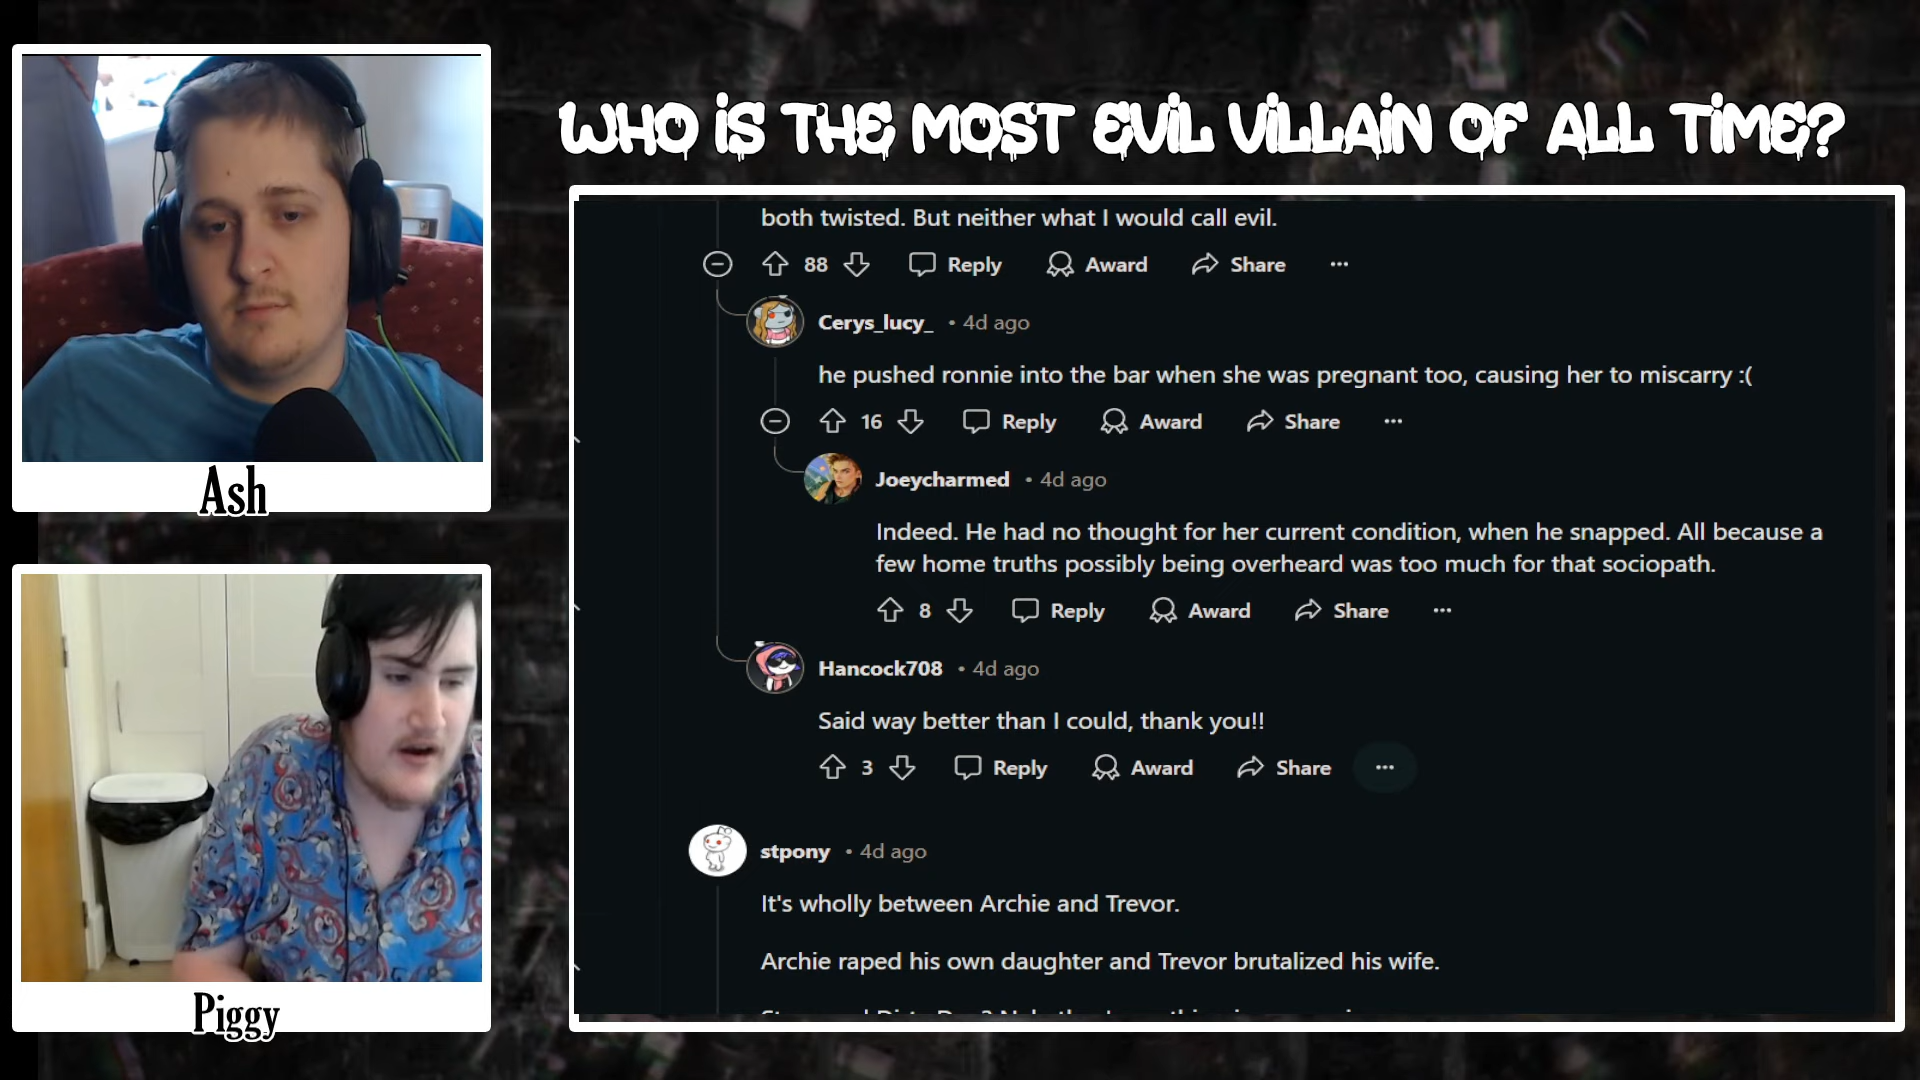 WHO iS THE MOST EViL ViLLAiN OF ALL TiME?
Ash
Piggy
both twisted. But neither what I would call evil.
88 Reply Award Share
Cerys_lucy_ • 4d ago
he pushed ronnie into the bar when she was pregnant too, causing her to miscarry :(
16 Reply Award Share
Joeycharmed • 4d ago
Indeed. He had no thought for her current condition, when he snapped. All because a
few home truths possibly being overheard was too much for that sociopath.
8 Reply Award Share
Hancock708 • 4d ago
Said way better than I could, thank you!!
3 Reply Award Share
stpony • 4d ago
It's wholly between Archie and Trevor.
Archie raped his own daughter and Trevor brutalized his wife.